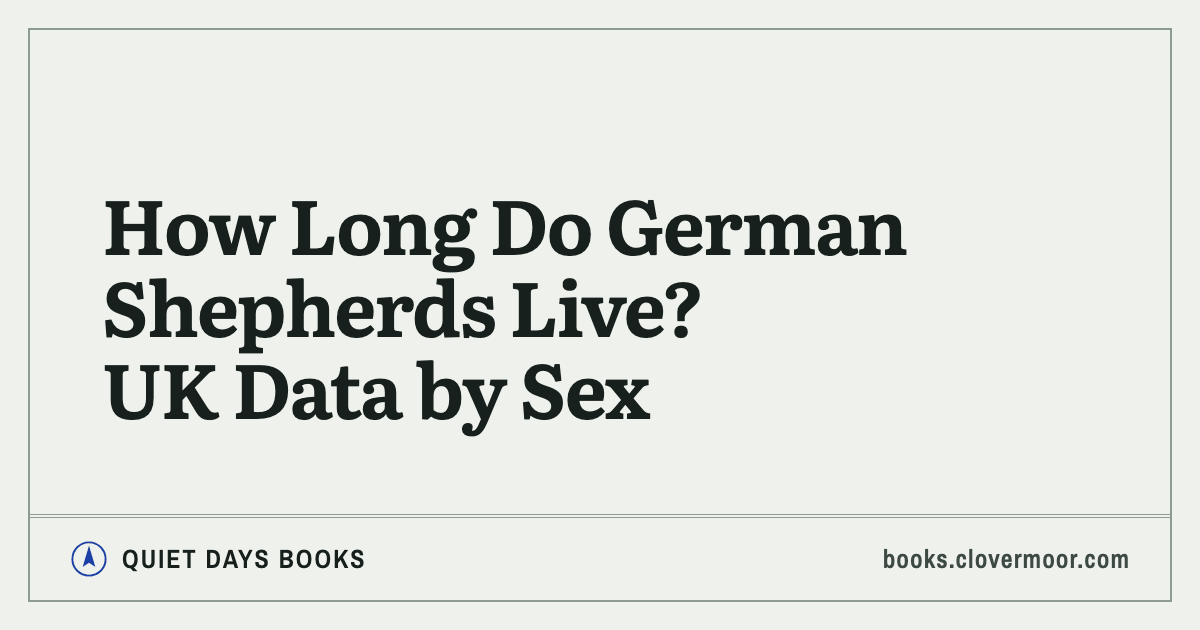 How Long Do German
Shepherds Live?
UK Data by Sex
QUIET DAYS BOOKS
books.clovermoor.com